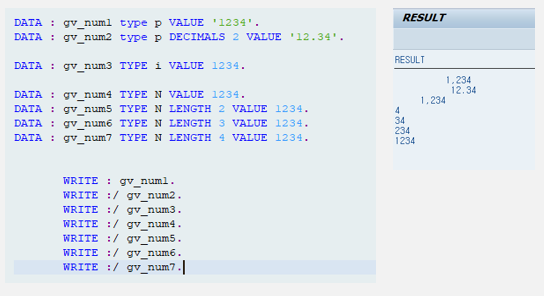 DATA : gv_num1 type p VALUE '1234'.
DATA : gv_num2 type p DECIMALS 2 VALUE '12.34'.
DATA : gv_num3 TYPE i VALUE 1234.
DATA : gv_num4 TYPE N VALUE 1234.
DATA : gv_num5 TYPE N LENGTH 2 VALUE 1234.
DATA : gv_num6 TYPE N LENGTH 3 VALUE 1234.
DATA : gv_num7 TYPE N LENGTH 4 VALUE 1234.
WRITE : gv_num1.
WRITE :/ gv_num2.
WRITE :/ gv_num3.
WRITE :/ gv_num4.
WRITE :/ gv_num5.
WRITE :/ gv_num6.
WRITE :/ gv_num7.
RESULT
RESULT
1,234
12.34
1,234
4
34
234
1234